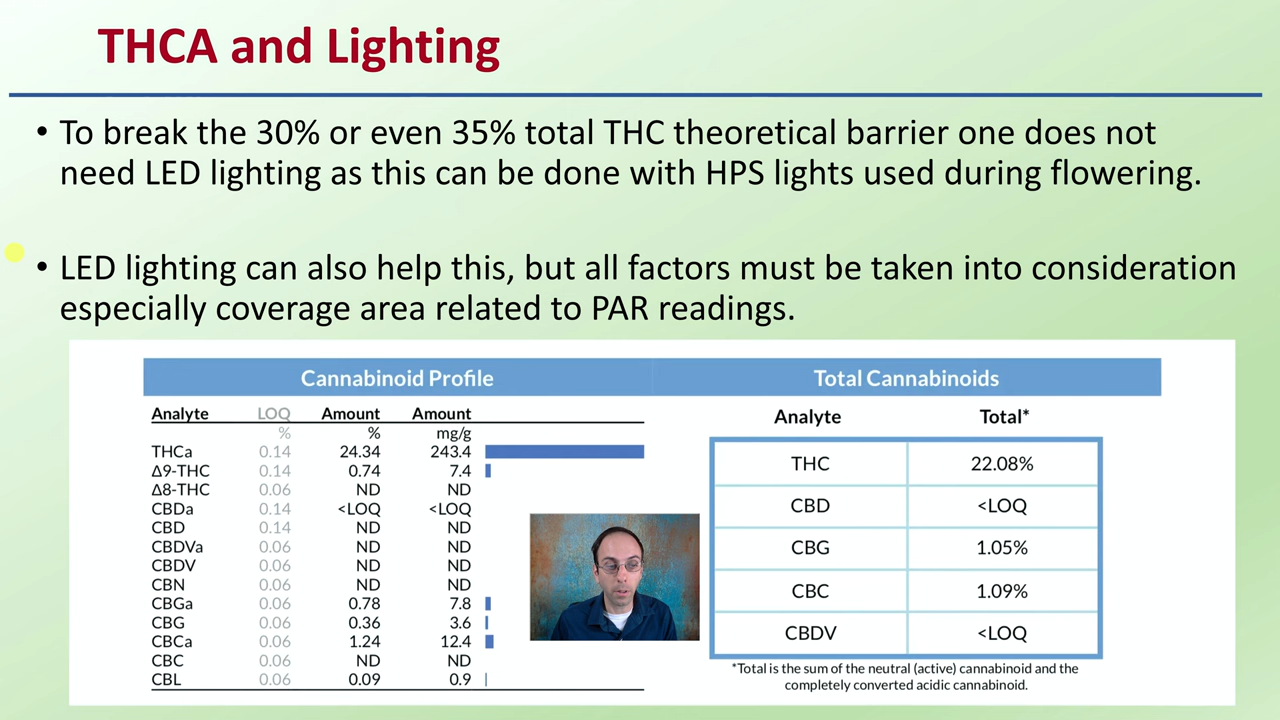 THCA and Lighting
• To break the 30% or even 35% total THC theoretical barrier one does not
need LED lighting as this can be done with HPS lights used during flowering.
• LED lighting can also help this, but all factors must be taken into consideration
especially coverage area related to PAR readings.
Cannabinoid Profile
Analyte LOQ Amount Amount
% % mg/g
THCa 0.14 24.34 243.4
Δ9-THC 0.14 0.74 7.4
Δ8-THC 0.06 ND ND
CBDa 0.14 <LOQ <LOQ
CBD 0.14 ND ND
CBDVa 0.06 ND ND
CBDV 0.06 ND ND
CBN 0.06 ND ND
CBGa 0.06 0.78 7.8
CBG 0.06 0.36 3.6
CBCa 0.06 1.24 12.4
CBC 0.06 ND ND
CBL 0.06 0.09 0.9
Total Cannabinoids
Analyte Total*
THC 22.08%
CBD <LOQ
CBG 1.05%
CBC 1.09%
CBDV <LOQ
*Total is the sum of the neutral (active) cannabinoid and the
completely converted acidic cannabinoid.